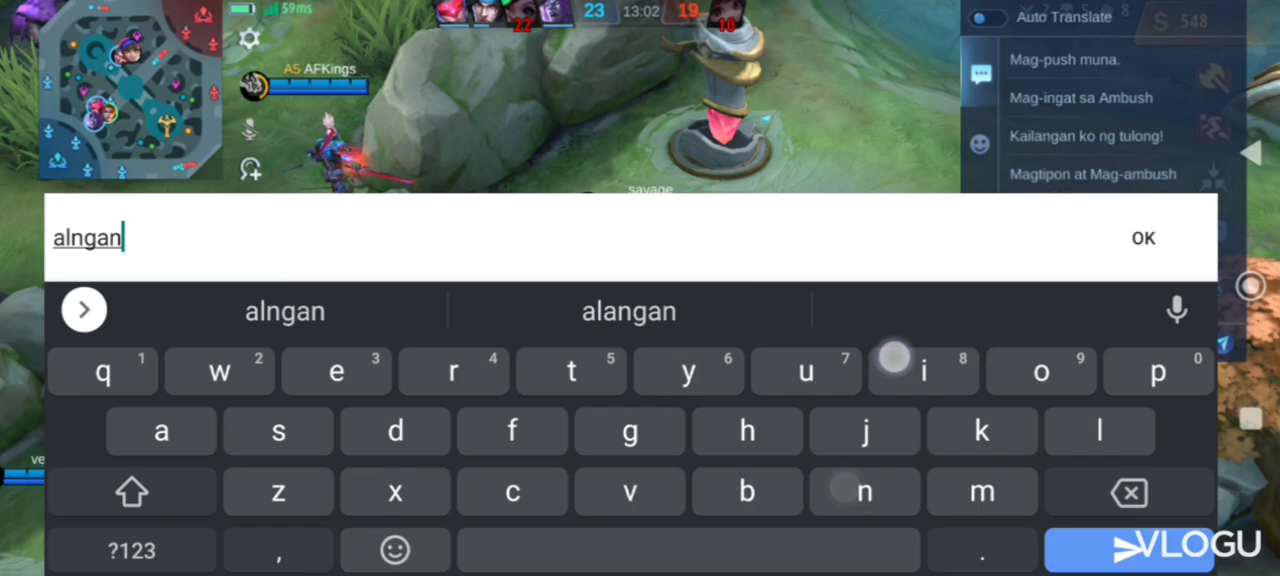 59ms
22
23
13:02
19
10
Auto Translate
$ 548
A5 AFKings
Mag-push muna.
Mag-ingat sa Ambush
Kailangan ko ng tulong!
Magtipon at Mag-ambush
savage
alngan
OK
alngan alangan
q 1 w 2 e 3 r 4 t 5 y 6 u 7 i 8 o 9 p 0
a s d f g h j k l
ve
z x c v b n m
?123 , .
VLOGU